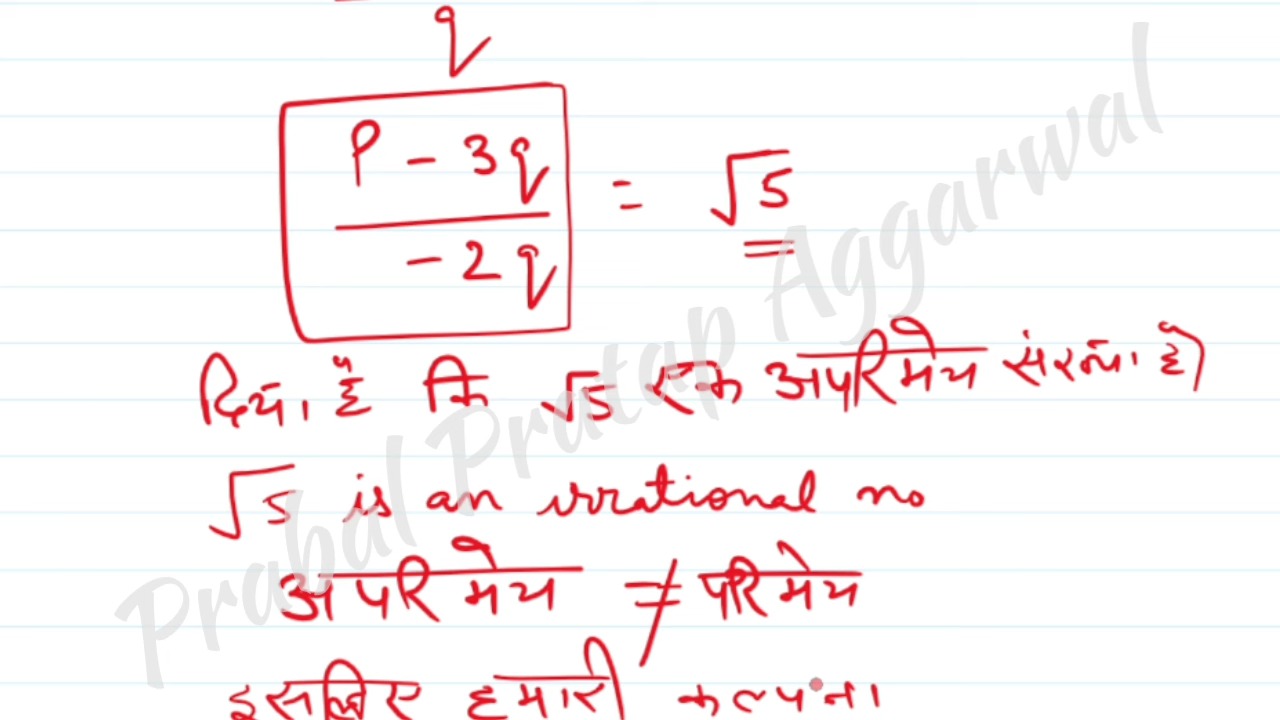 q
p - 3q
-2q
= √5
दिया है कि √5 एक अपरिमेय संख्या है
√5 is an irrational no
अपरिमेय ≠ परिमेय
इसलिए हमारी कल्पना
Prabal Pratap Aggarwal